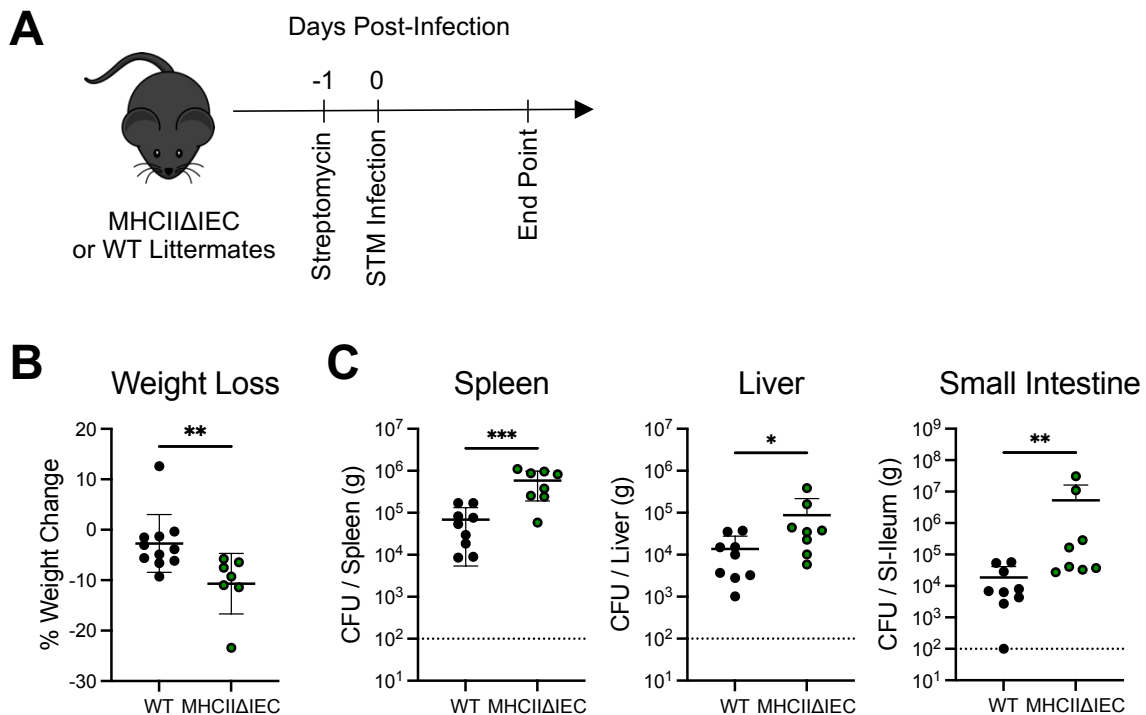 A
Days Post-Infection
-1 0
Streptomycin
STM Infection
End Point
MHCIIΔIEC
or WT Littermates
B
Weight Loss
% Weight Change
20
10
0
-10
-20
-30
**
WT MHCIIΔIEC
C
Spleen
CFU / Spleen (g)
10⁷
10⁶
10⁵
10⁴
10³
10²
10¹
***
WT MHCIIΔIEC
Liver
CFU / Liver (g)
10⁷
10⁶
10⁵
10⁴
10³
10²
10¹
*
WT MHCIIΔIEC
Small Intestine
CFU / SI-Ileum (g)
10⁹
10⁸
10⁷
10⁶
10⁵
10⁴
10³
10²
10¹
**
WT MHCIIΔIEC